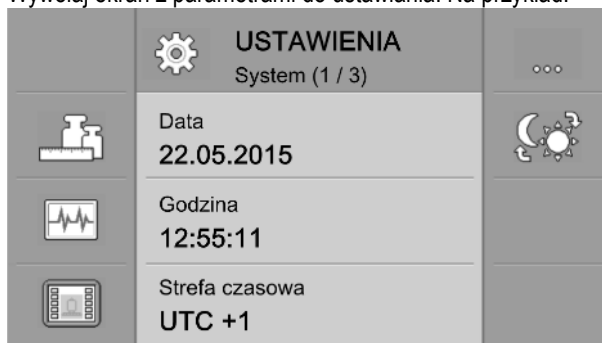 Wywołaj ekran z parametrami do ustawiania. Na przykład:
USTAWIENIA
System (1 / 3)
Data
22.05.2015
Godzina
12:55:11
Strefa czasowa
UTC +1